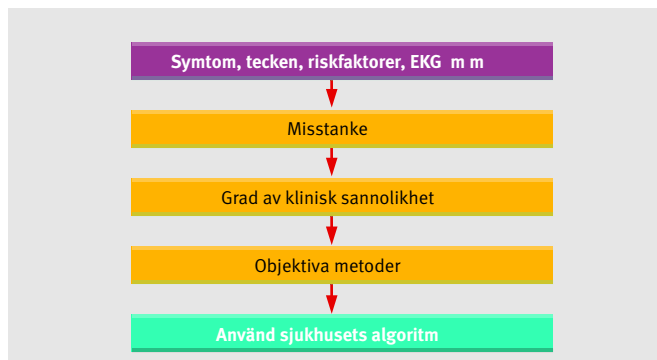 Symtom, tecken, riskfaktorer, EKG m m
Misstanke
Grad av klinisk sannolikhet
Objektiva metoder
Använd sjukhusets algoritm